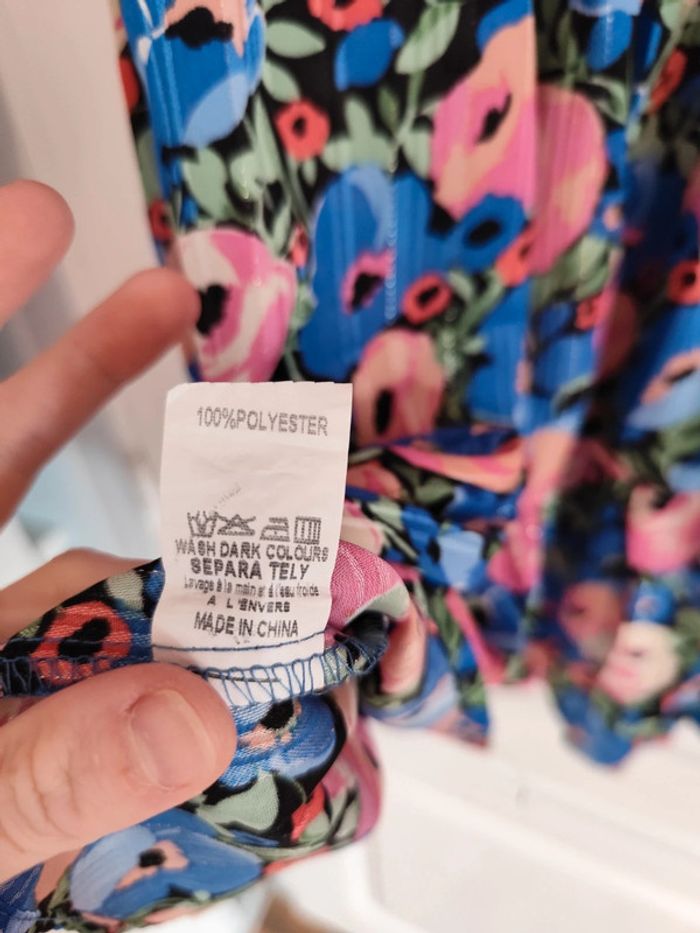 100%POLYESTER
WASH DARK COLOURS
SEPARA TELY
Lavage à la main et à l'eau froide
A L'ENVERS
MADE IN CHINA